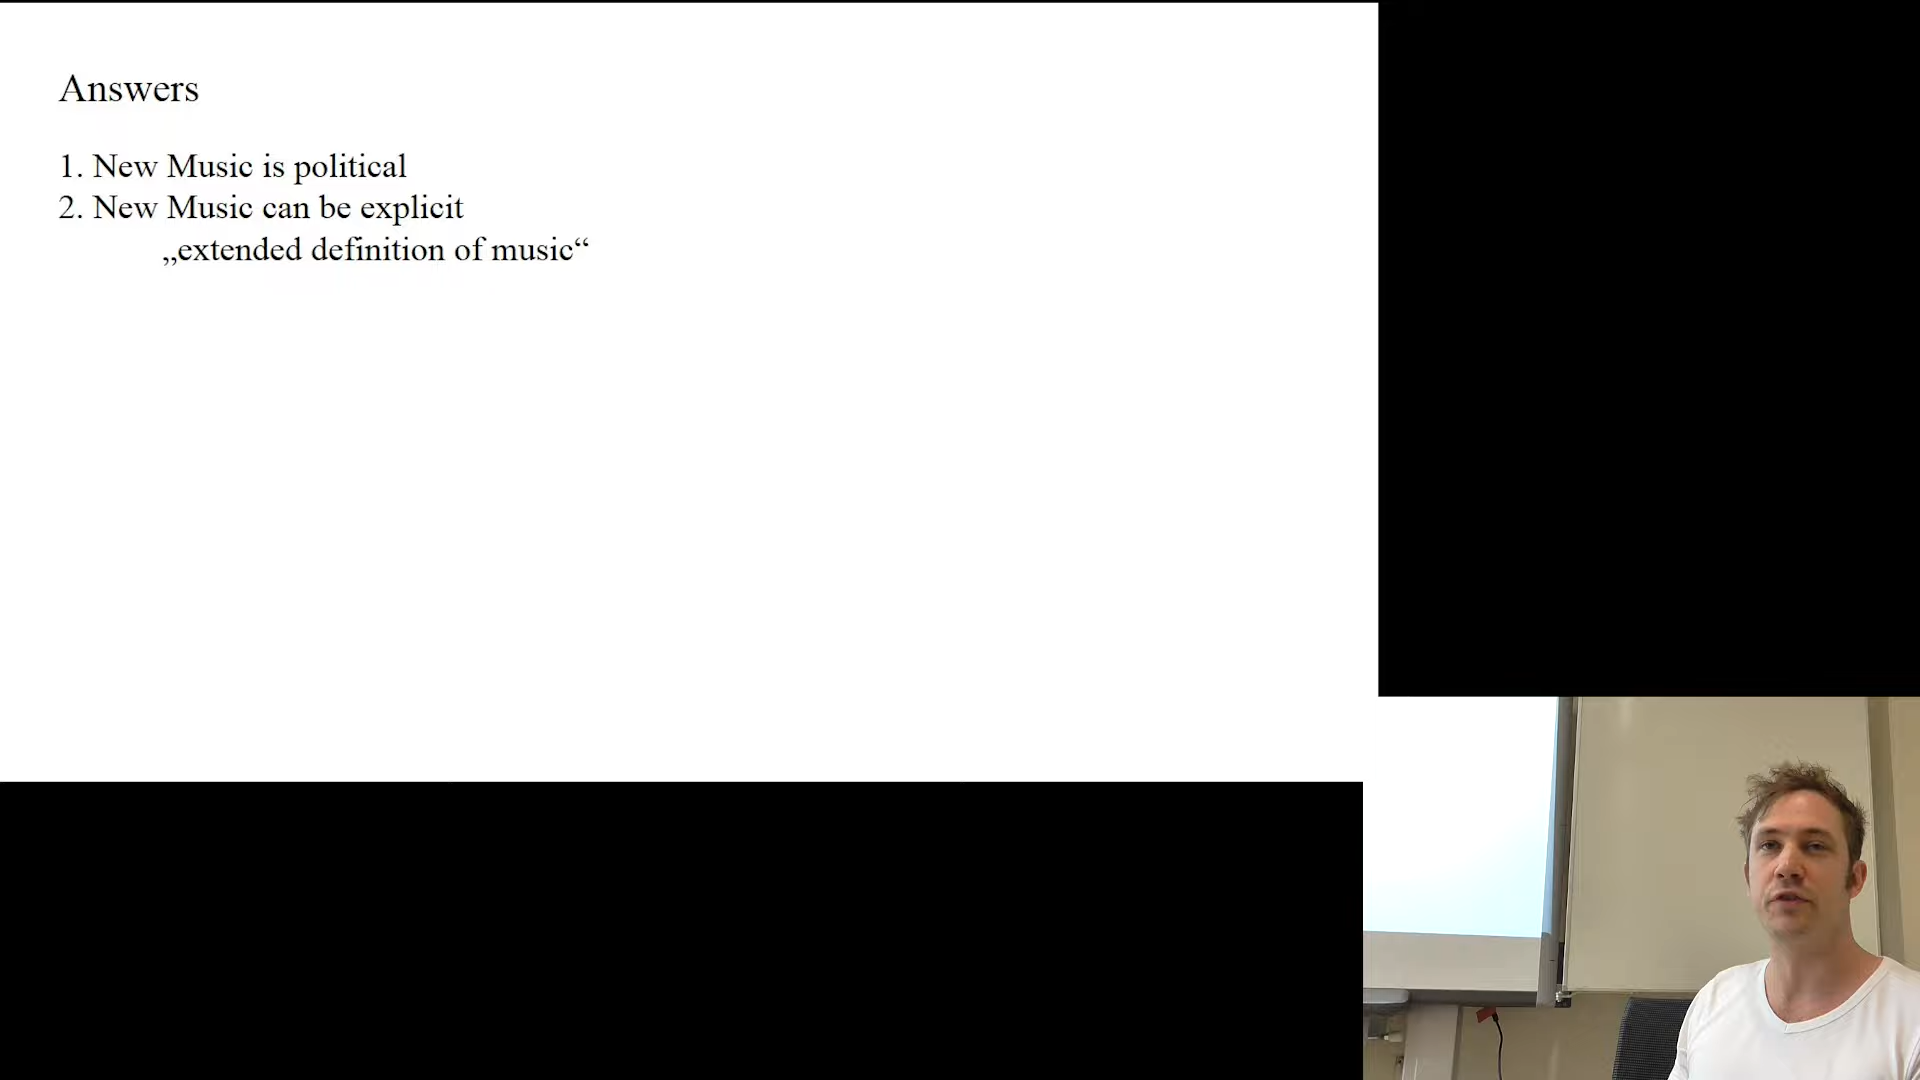 Answers
1. New Music is political
2. New Music can be explicit
„extended definition of music“